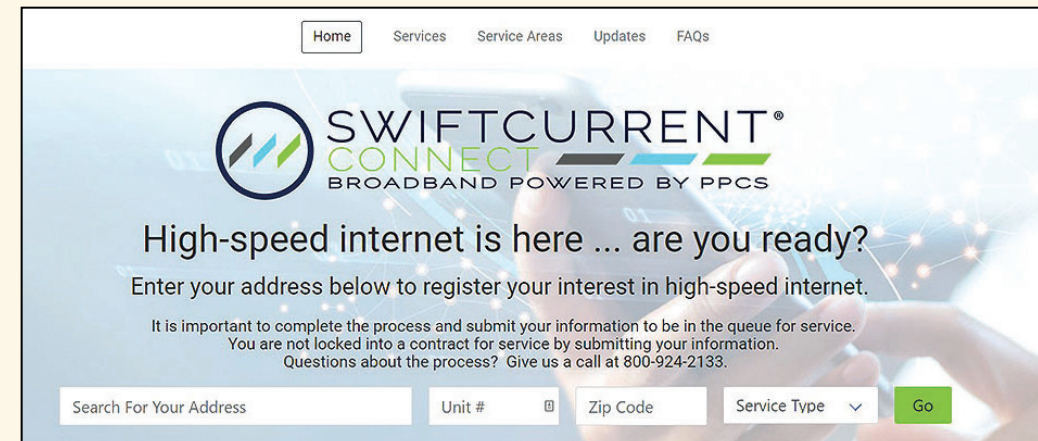 Home Services Service Areas Updates FAQs
SWIFTCURRENT®
CONNECT
BROADBAND POWERED BY PPCS
High-speed internet is here ... are you ready?
Enter your address below to register your interest in high-speed internet.
It is important to complete the process and submit your information to be in the queue for service.
You are not locked into a contract for service by submitting your information.
Questions about the process? Give us a call at 800-924-2133.
Search For Your Address Unit # Zip Code Service Type Go